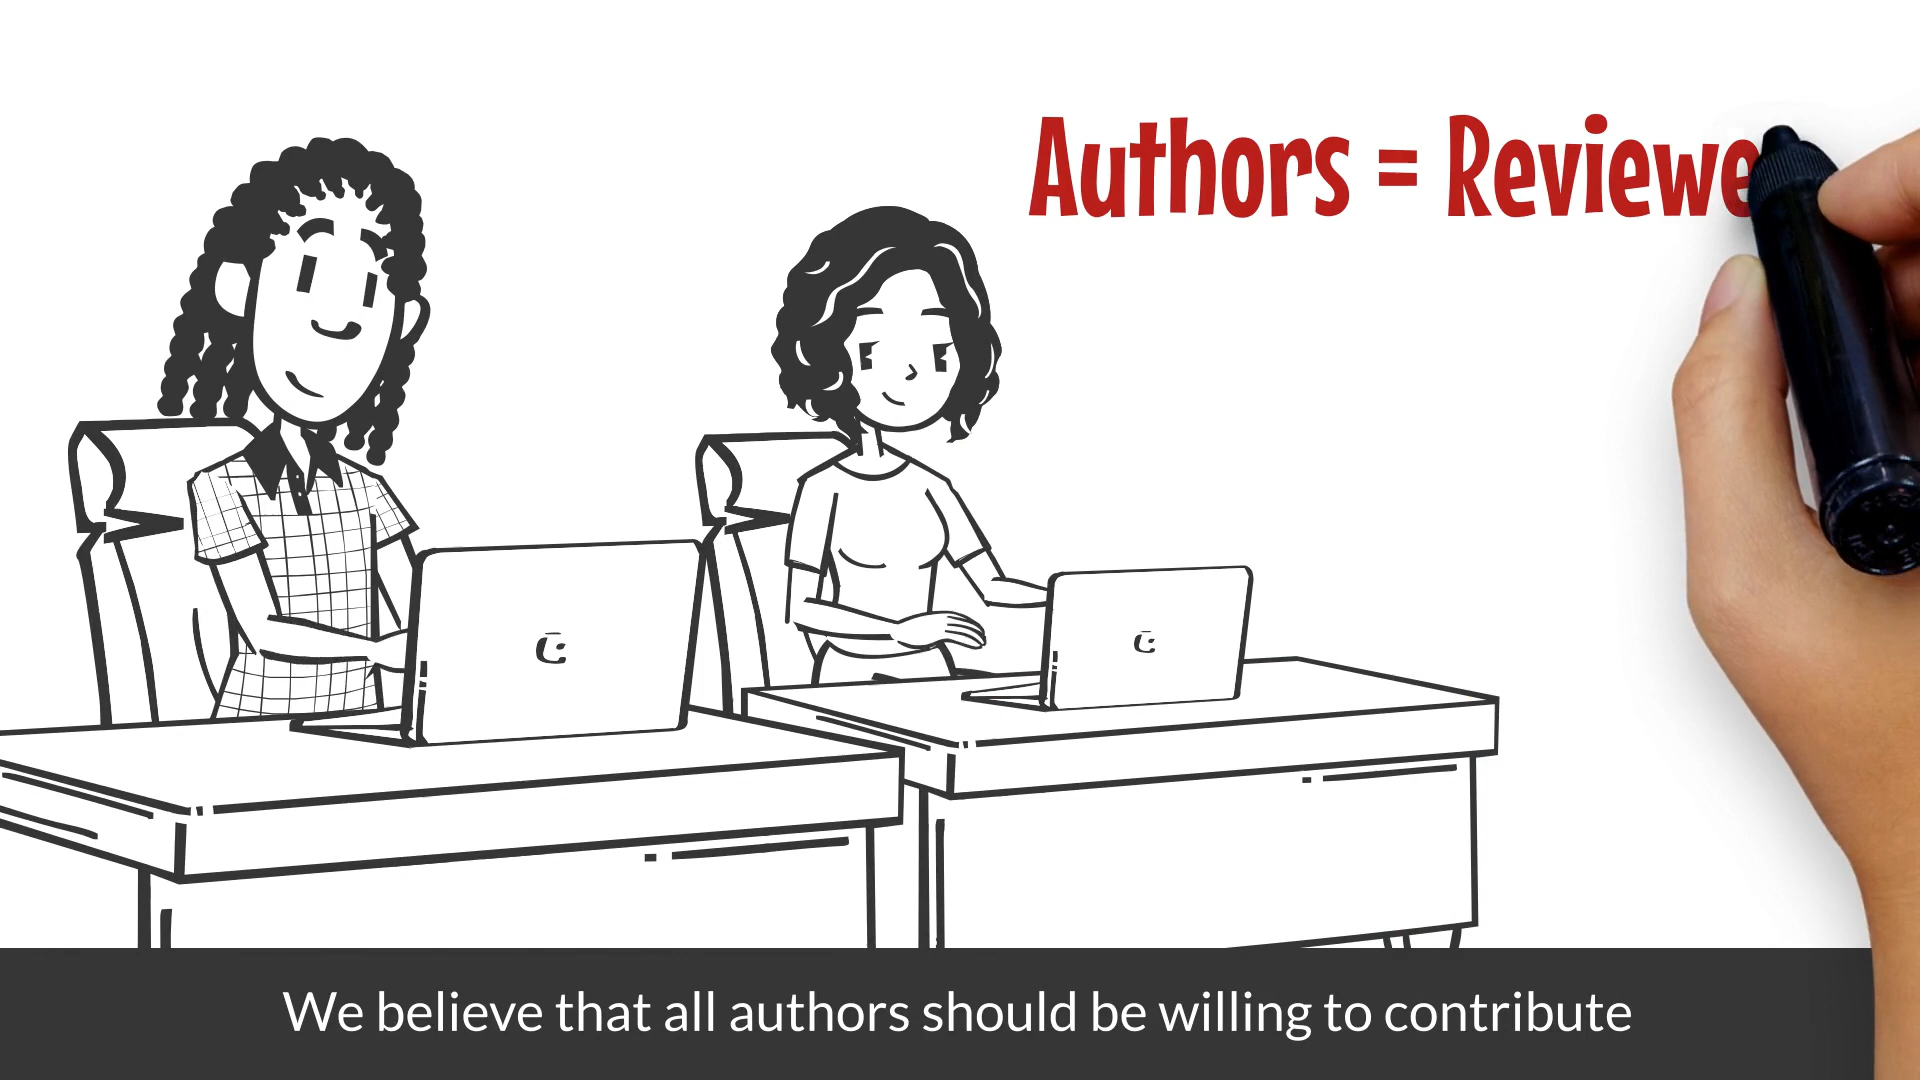 Authors = Reviewe
We believe that all authors should be willing to contribute